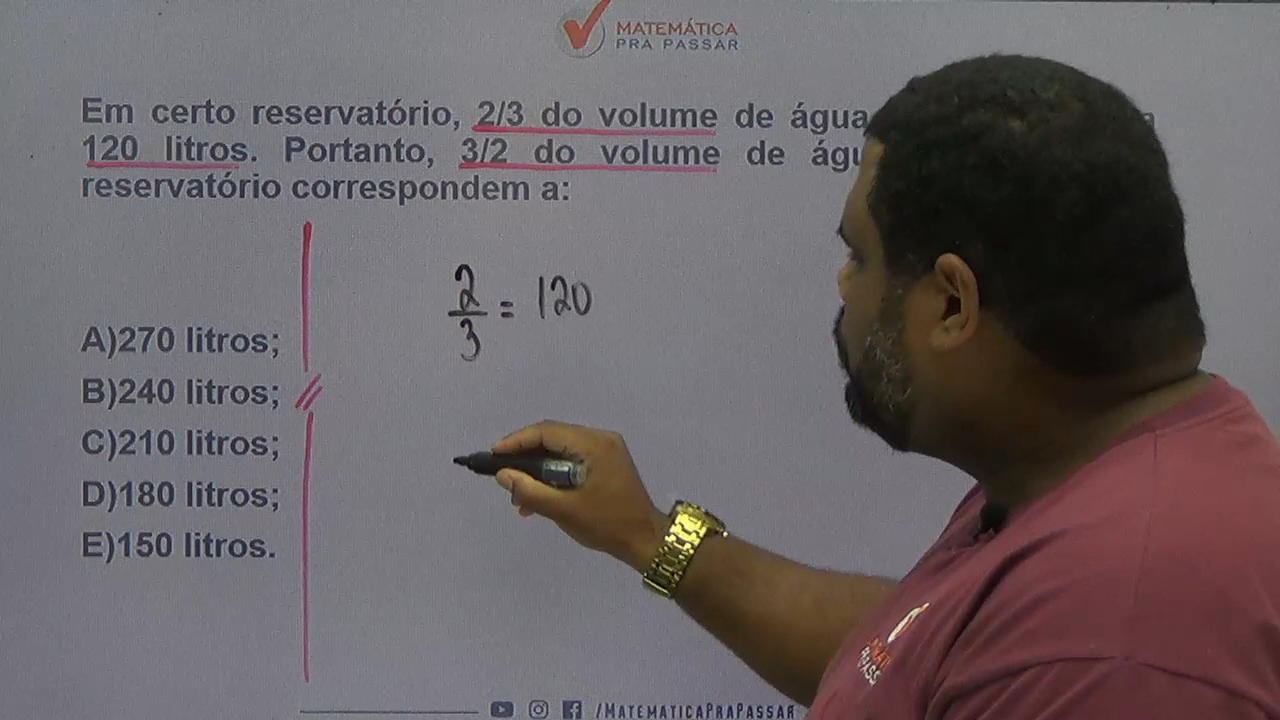 MATEMÁTICA
PRA PASSAR
Em certo reservatório, 2/3 do volume de água
120 litros. Portanto, 3/2 do volume de
reservatório correspondem a:
2/3 = 120
A)270 litros;
B)240 litros;
C)210 litros;
D)180 litros;
E)150 litros.
/MATEMATICAPRAPASSAR